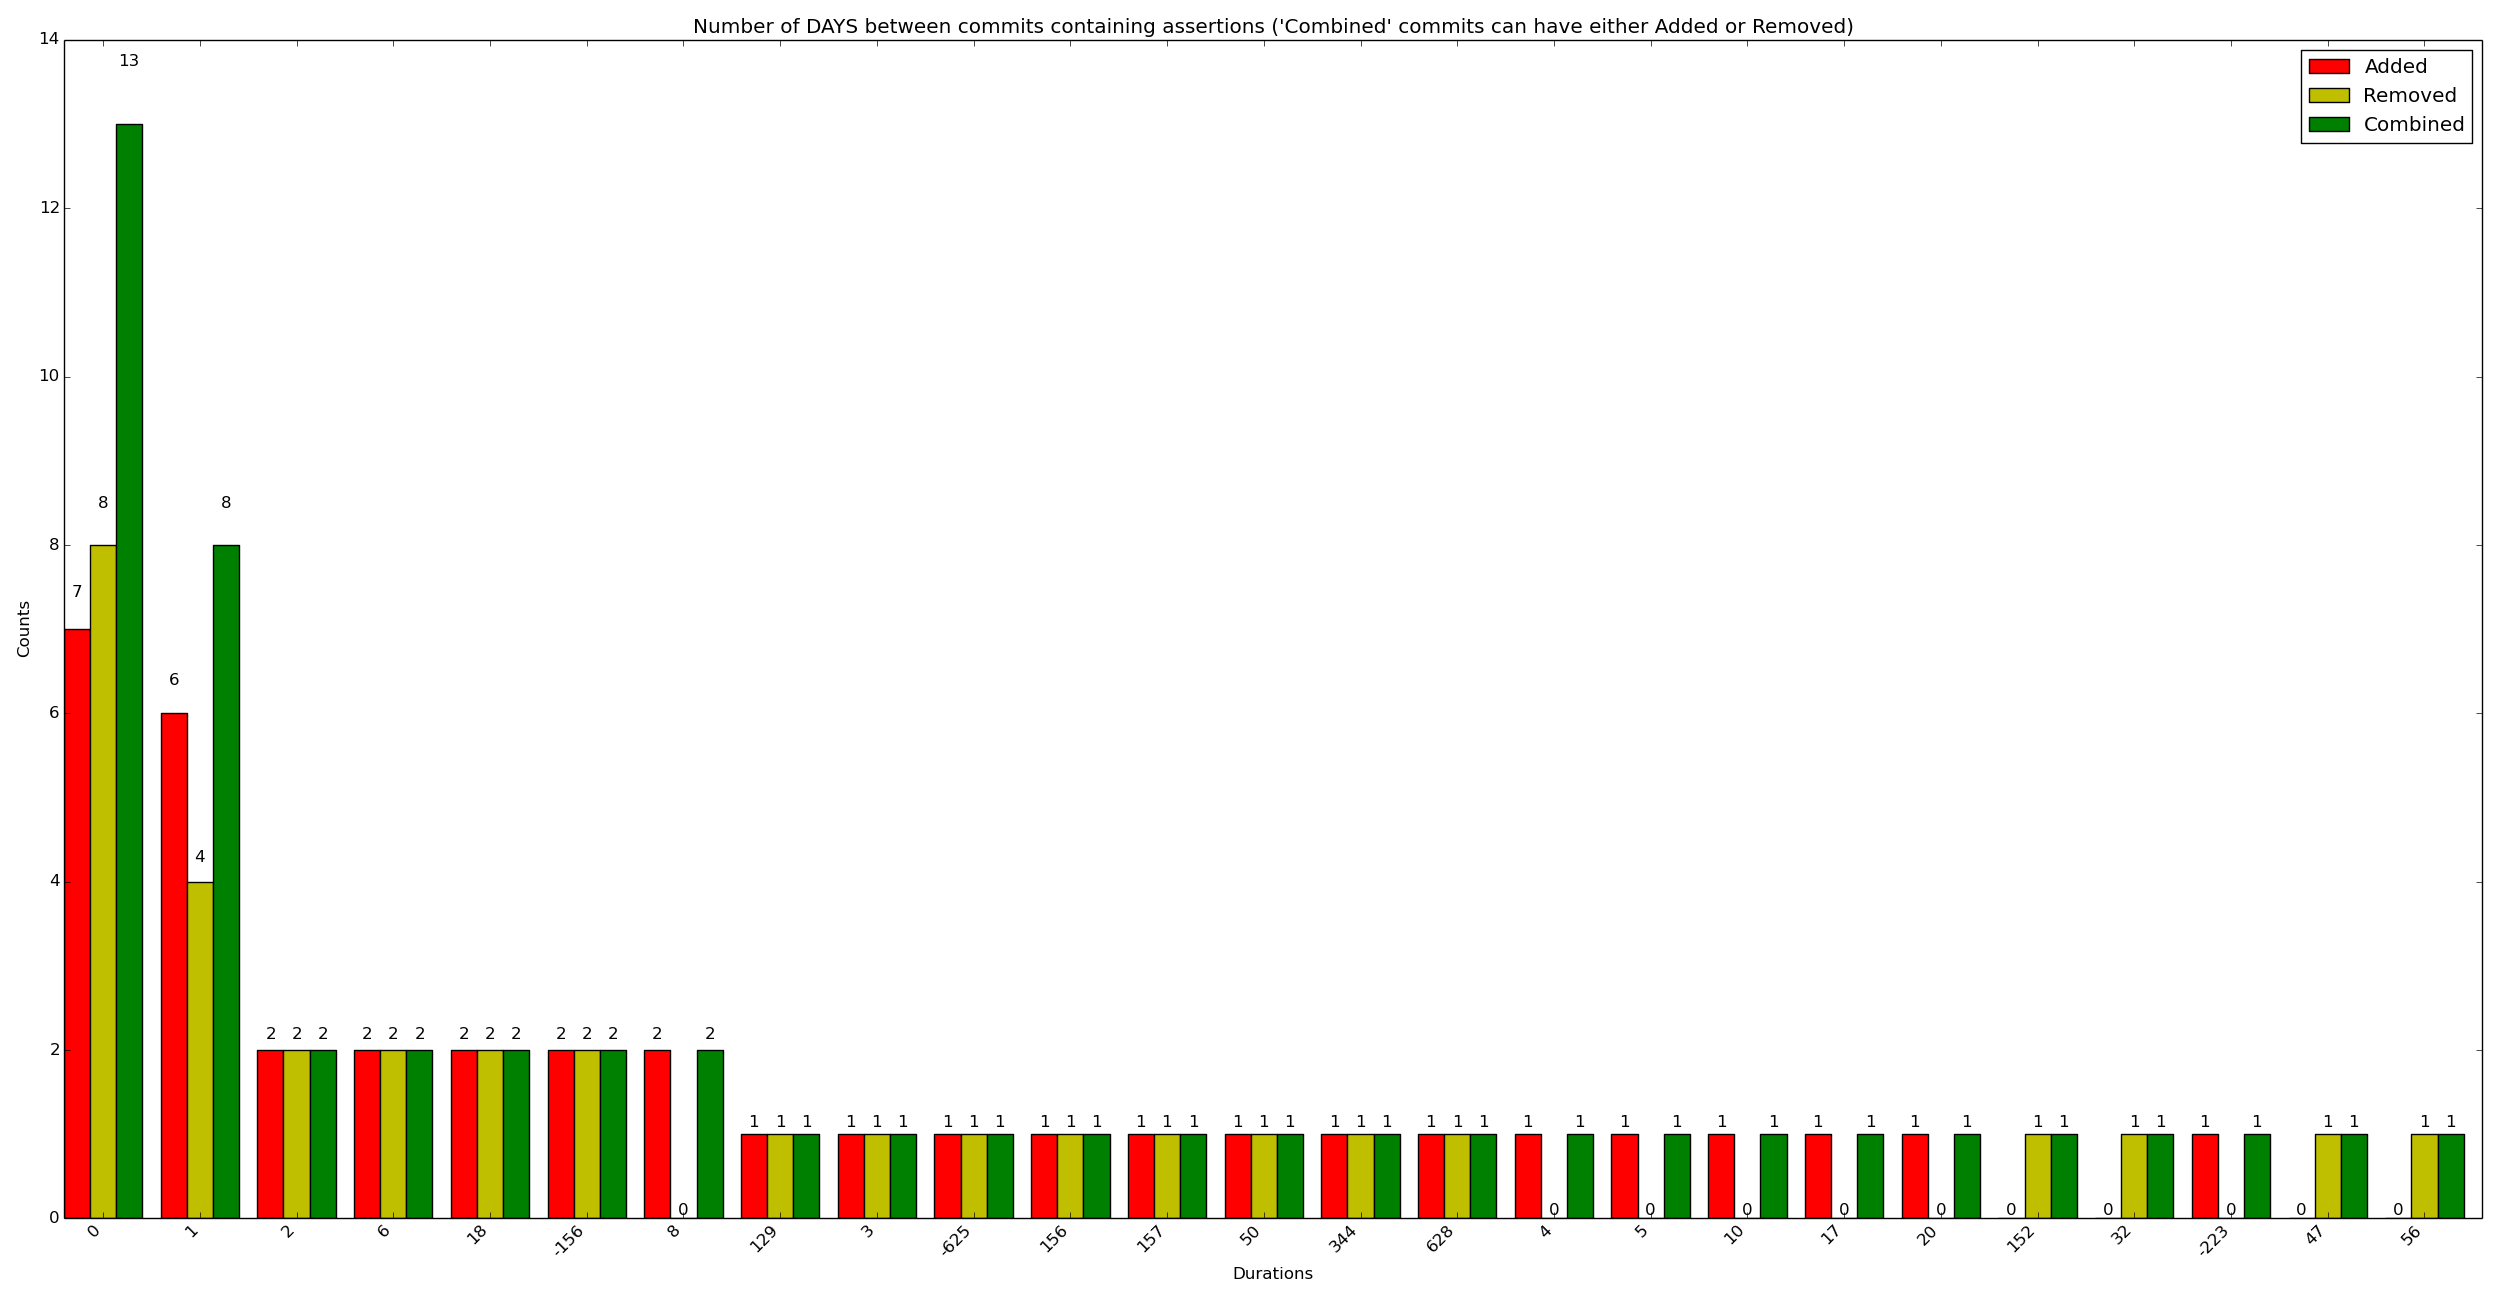 Number of DAYS between commits containing assertions ('Combined' commits can have either Added or Removed)
Added
Removed
Combined
Counts
14
12
10
8
6
4
2
0
7 8 13
6 4 8
2 2 2
2 2 2
2 2 2
2 2 2
2 0 2
1 1 1
1 1 1
1 1 1
1 1 1
1 1 1
1 1 1
1 1 1
1 1 1
1 0 1
1 0 1
1 0 1
1 0 1
1 0 1
0 1 1
0 1 1
1 0 1
0 1 1
0 1 1
0 1 2 6 18 -156 8 129 3 -625 156 157 50 344 628 4 5 10 17 20 152 32 -223 47 56
Durations